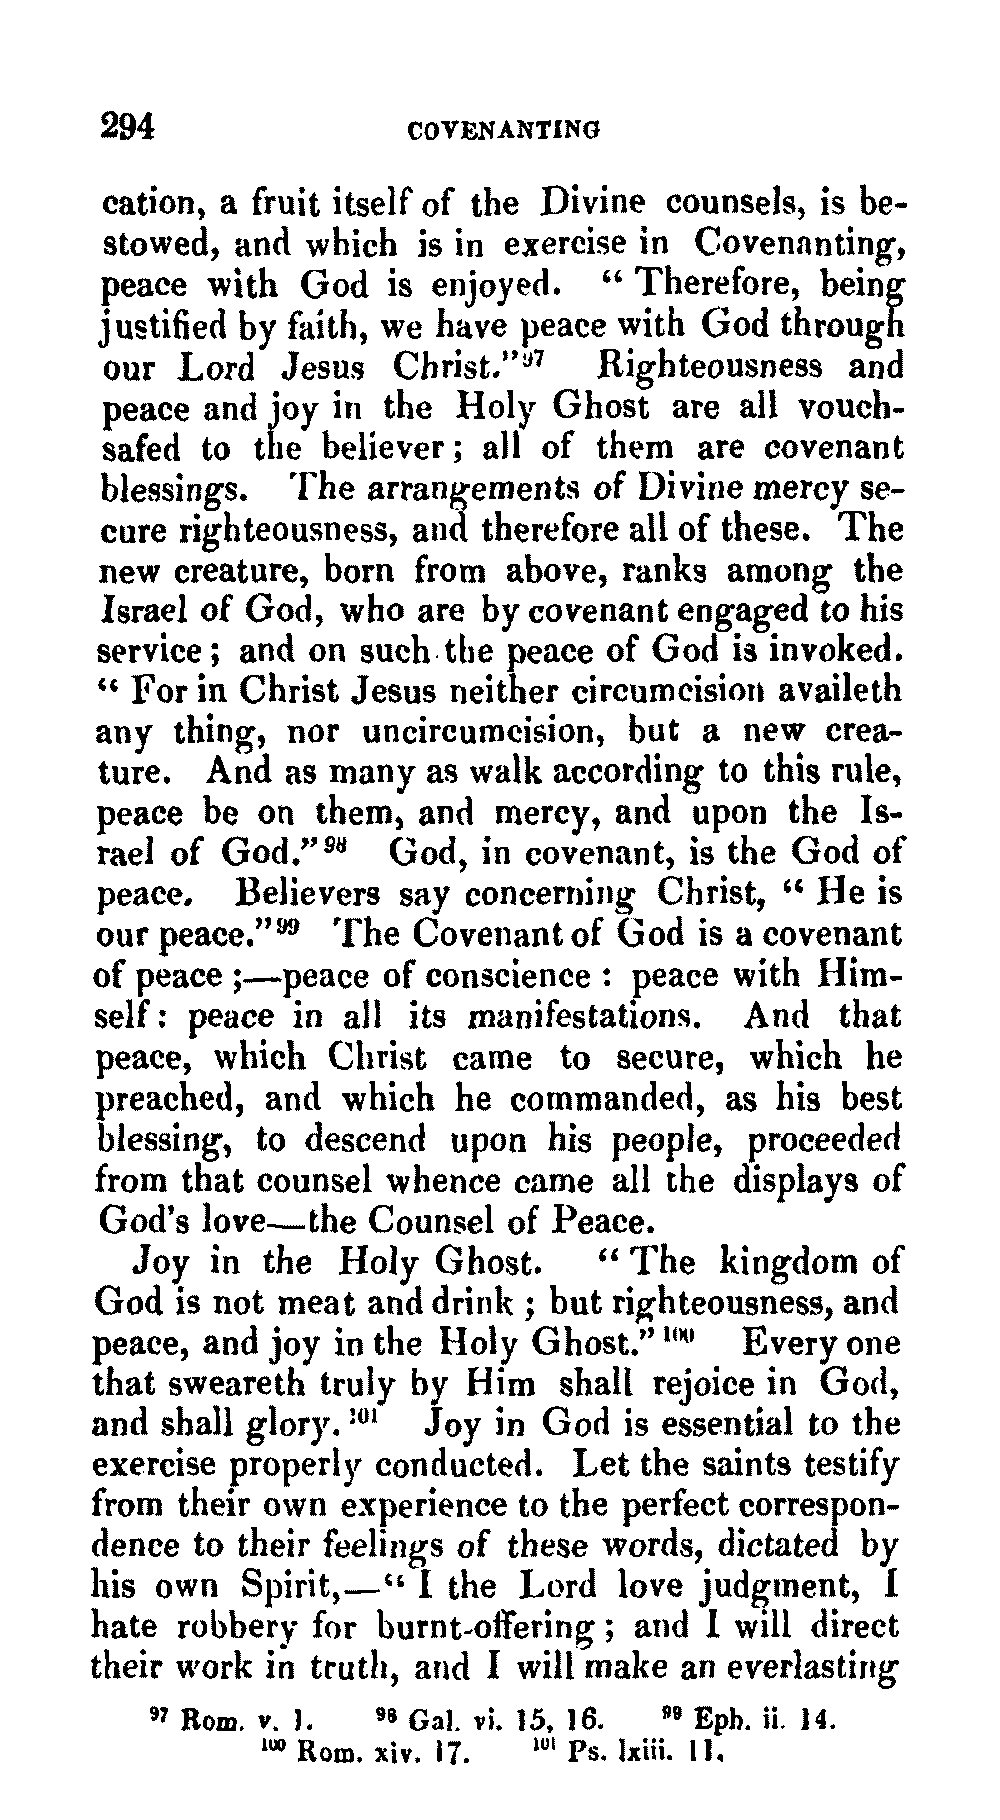 294 COVENANTING
cation, a fruit itself of the Divine counsels, is be-
stowed, and which is in exercise in Covenanting,
peace with God is enjoyed. “ Therefore, being
justified by faith, we have peace with God through
our Lord Jesus Christ.”⁹⁷ Righteousness and
peace and joy in the Holy Ghost are all vouch-
safed to the believer; all of them are covenant
blessings. The arrangements of Divine mercy se-
cure righteousness, and therefore all of these. The
new creature, born from above, ranks among the
Israel of God, who are by covenant engaged to his
service; and on such the peace of God is invoked.
“ For in Christ Jesus neither circumcision availeth
any thing, nor uncircumcision, but a new crea-
ture. And as many as walk according to this rule,
peace be on them, and mercy, and upon the Is-
rael of God.”⁹⁸ God, in covenant, is the God of
peace. Believers say concerning Christ, “ He is
our peace.”⁹⁹ The Covenant of God is a covenant
of peace;—peace of conscience: peace with Him-
self: peace in all its manifestations. And that
peace, which Christ came to secure, which he
preached, and which he commanded, as his best
blessing, to descend upon his people, proceeded
from that counsel whence came all the displays of
God's love—the Counsel of Peace.
Joy in the Holy Ghost. “ The kingdom of
God is not meat and drink; but righteousness, and
peace, and joy in the Holy Ghost.”¹⁰⁰ Every one
that sweareth truly by Him shall rejoice in God,
and shall glory.¹⁰¹ Joy in God is essential to the
exercise properly conducted. Let the saints testify
from their own experience to the perfect correspon-
dence to their feelings of these words, dictated by
his own Spirit,—“ I the Lord love judgment, I
hate robbery for burnt-offering; and I will direct
their work in truth, and I will make an everlasting
⁹⁷ Rom. v. 1. ⁹⁸ Gal. vi. 15, 16. ⁹⁹ Eph. ii. 14.
¹⁰⁰ Rom. xiv. 17. ¹⁰¹ Ps. lxiii. 11.